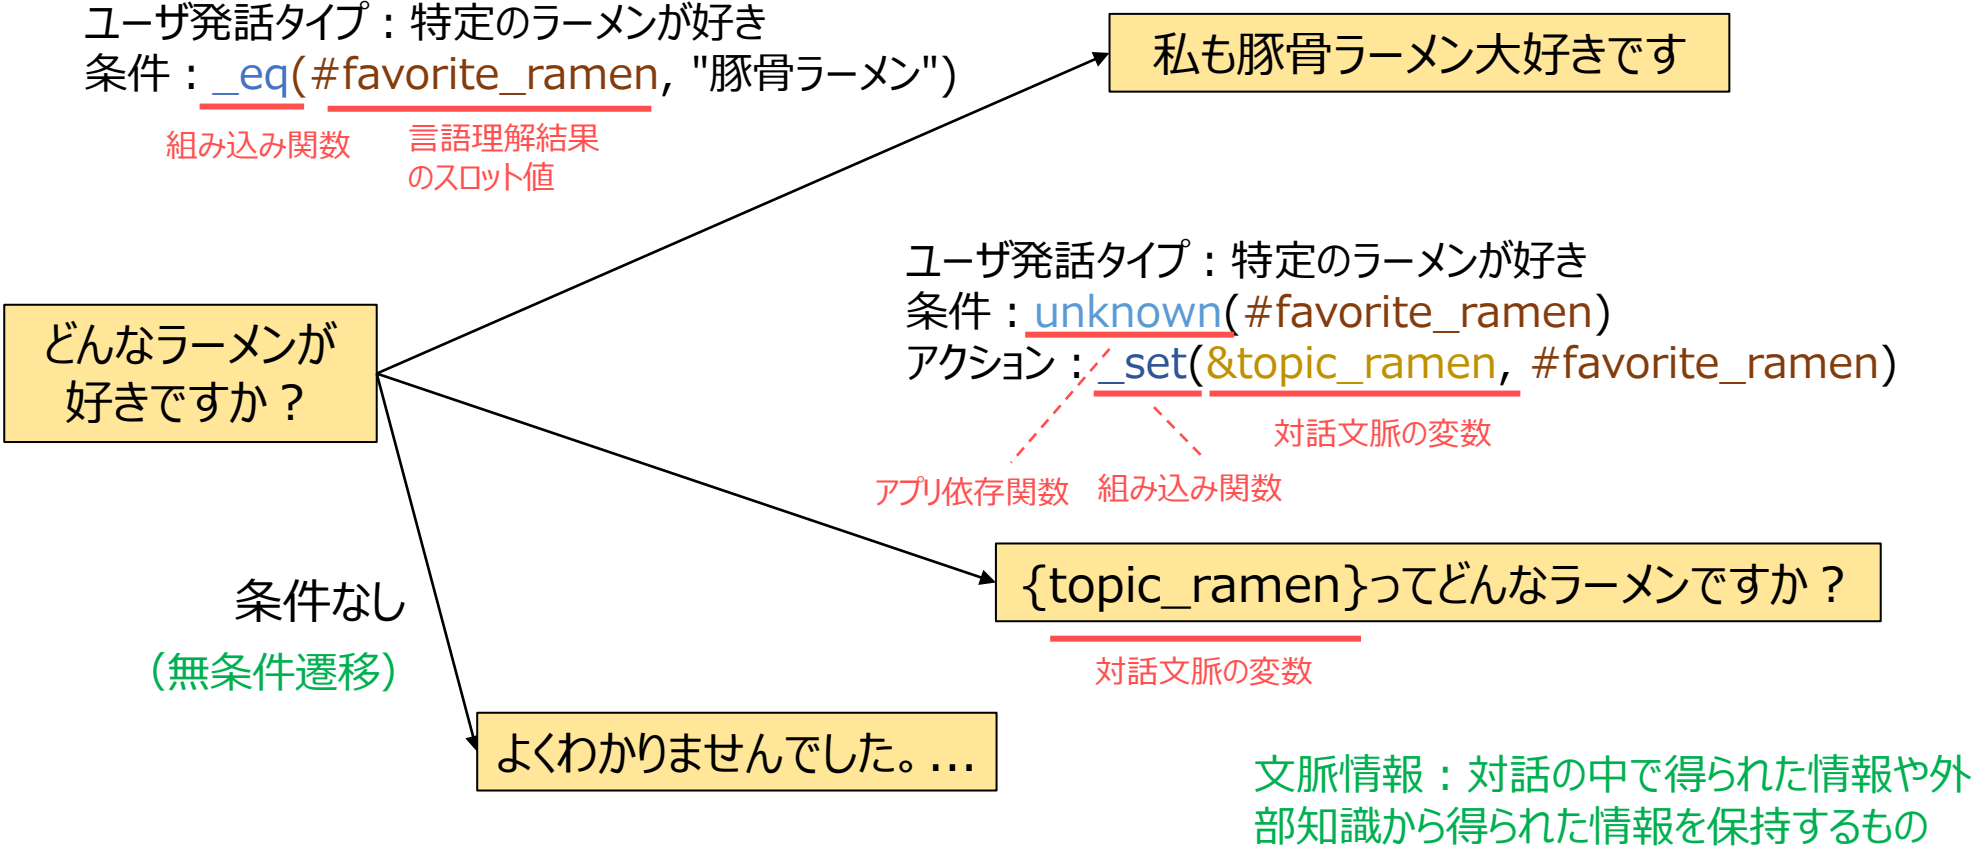 ユーザ発話タイプ：特定のラーメンが好き
条件：_eq(#favorite_ramen, "豚骨ラーメン")
組み込み関数
言語理解結果
のスロット値
私も豚骨ラーメン大好きです
ユーザ発話タイプ：特定のラーメンが好き
条件：unknown(#favorite_ramen)
アクション：_set(&topic_ramen, #favorite_ramen)
対話文脈の変数
アプリ依存関数
組み込み関数
どんなラーメンが
好きですか？
{topic_ramen}ってどんなラーメンですか？
対話文脈の変数
条件なし
（無条件遷移）
よくわかりませんでした。...
文脈情報：対話の中で得られた情報や外
部知識から得られた情報を保持するもの